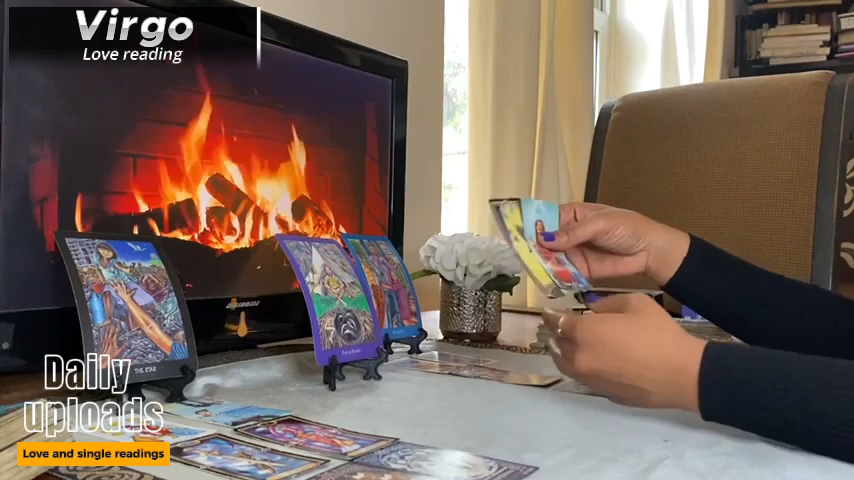 Virgo
Love reading
THE STAR
Daily
uploads
Love and single readings